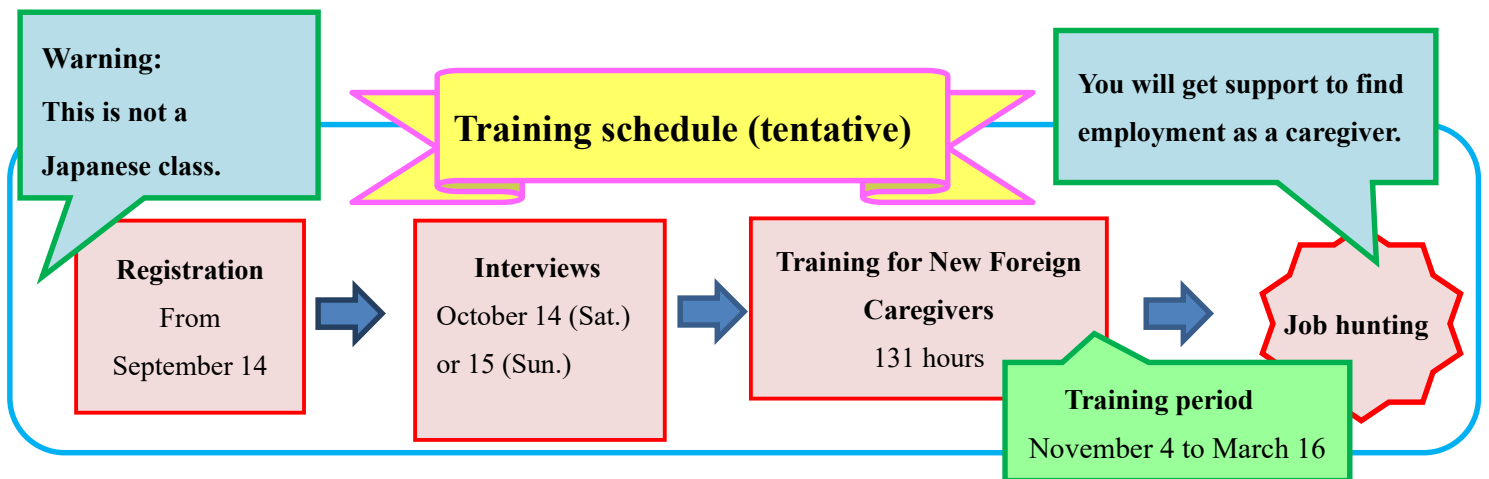 Warning:
This is not a
Japanese class.
Training schedule (tentative)
You will get support to find
employment as a caregiver.
Registration
From
September 14
Interviews
October 14 (Sat.)
or 15 (Sun.)
Training for New Foreign
Caregivers
131 hours
Training period
November 4 to March 16
Job hunting